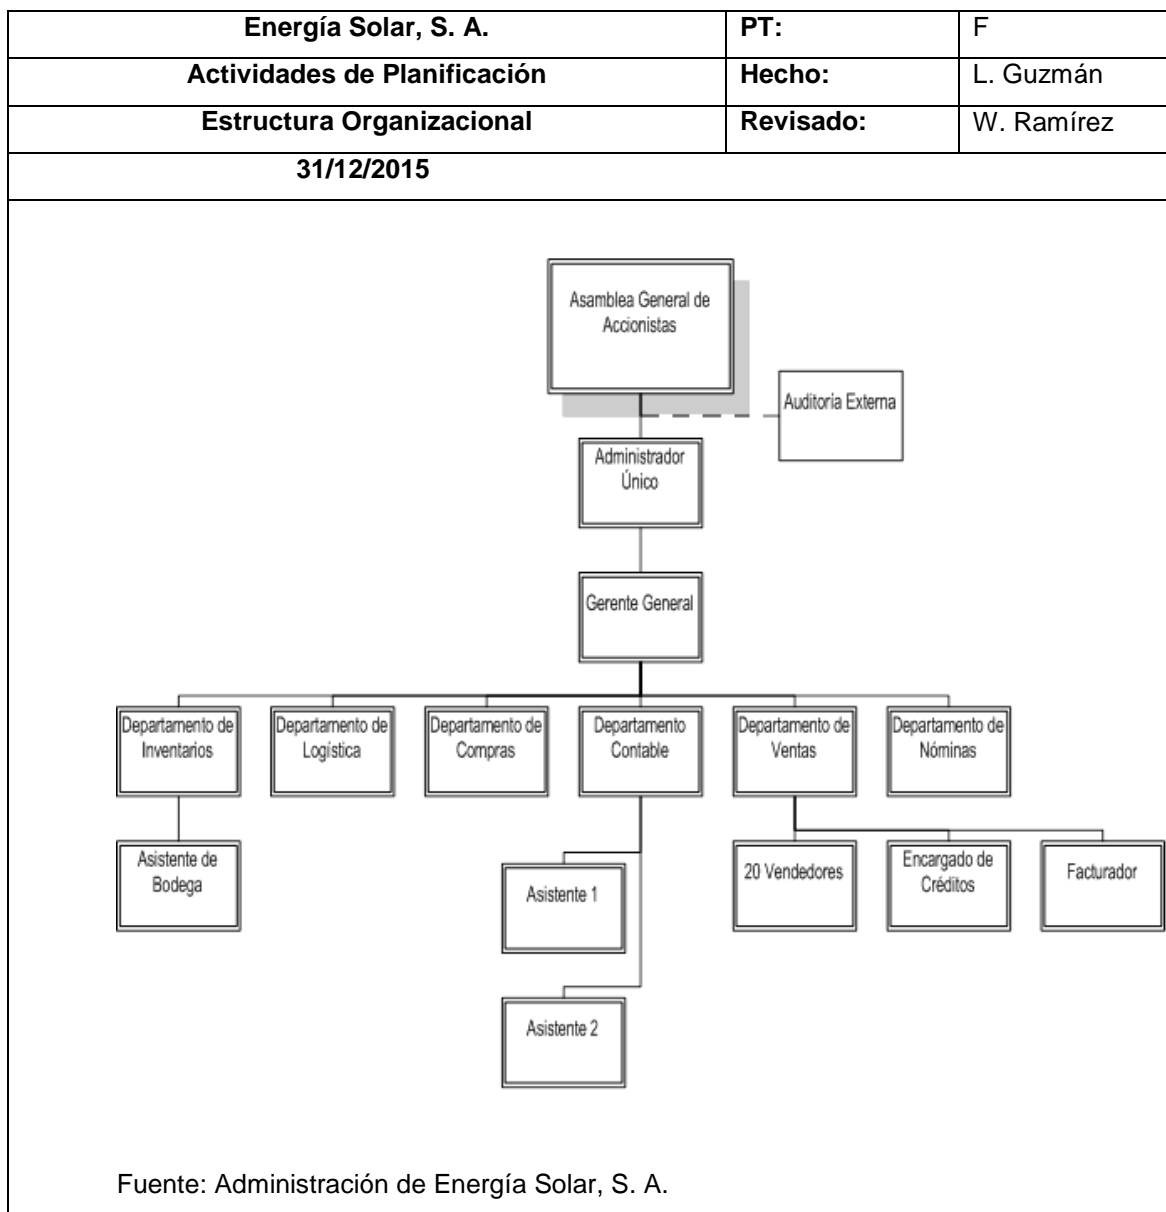 Energía Solar, S. A.
PT:
F
Actividades de Planificación
Hecho:
L. Guzmán
Estructura Organizacional
Revisado:
W. Ramírez
31/12/2015
Asamblea General de
Accionistas
Auditoria Externa
Administrador
Único
Gerente General
Departamento de
Inventarios
Departamento de
Logística
Departamento de
Compras
Departamento
Contable
Departamento de
Ventas
Departamento de
Nóminas
Asistente de
Bodega
Asistente 1
Asistente 2
20 Vendedores
Encargado de
Créditos
Facturador
Fuente: Administración de Energía Solar, S. A.